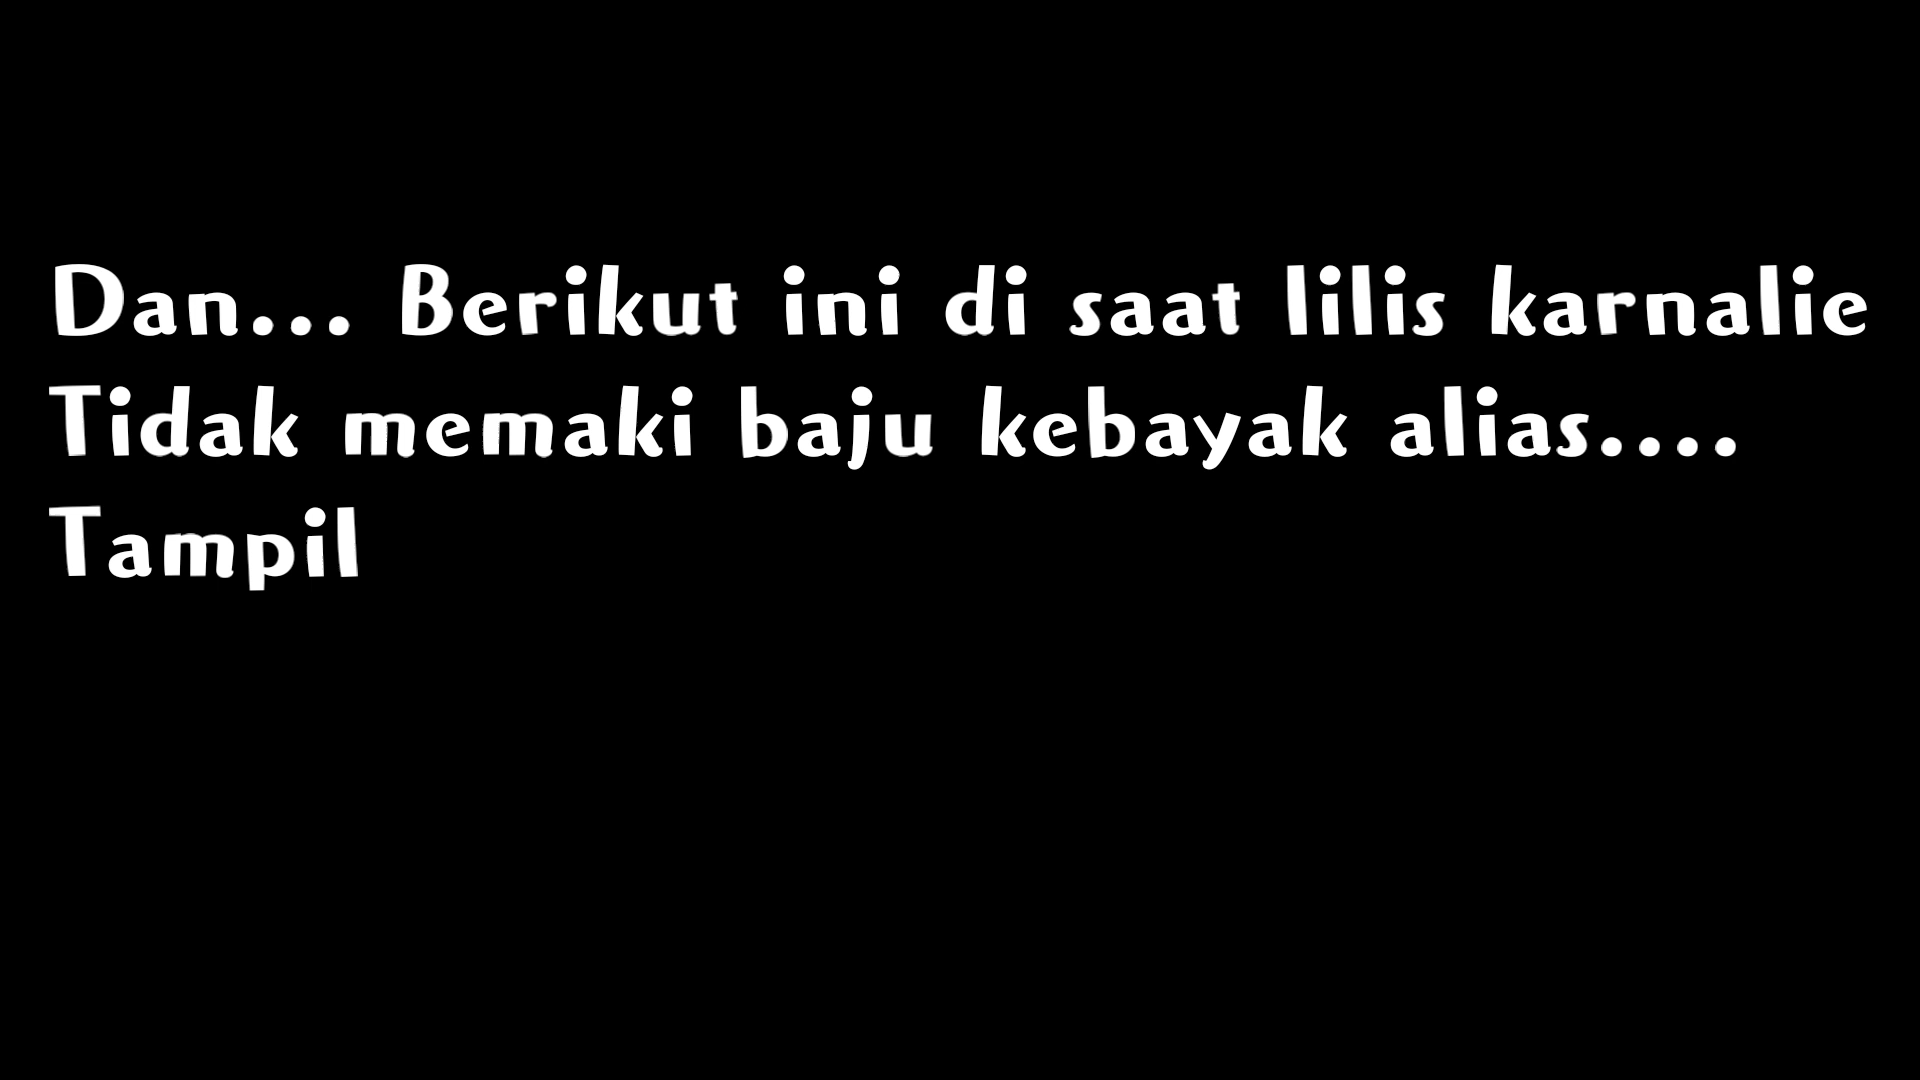 Dan... Berikut ini di saat lilis karnalie
Tidak memaki baju kebayak alias....
Tampil